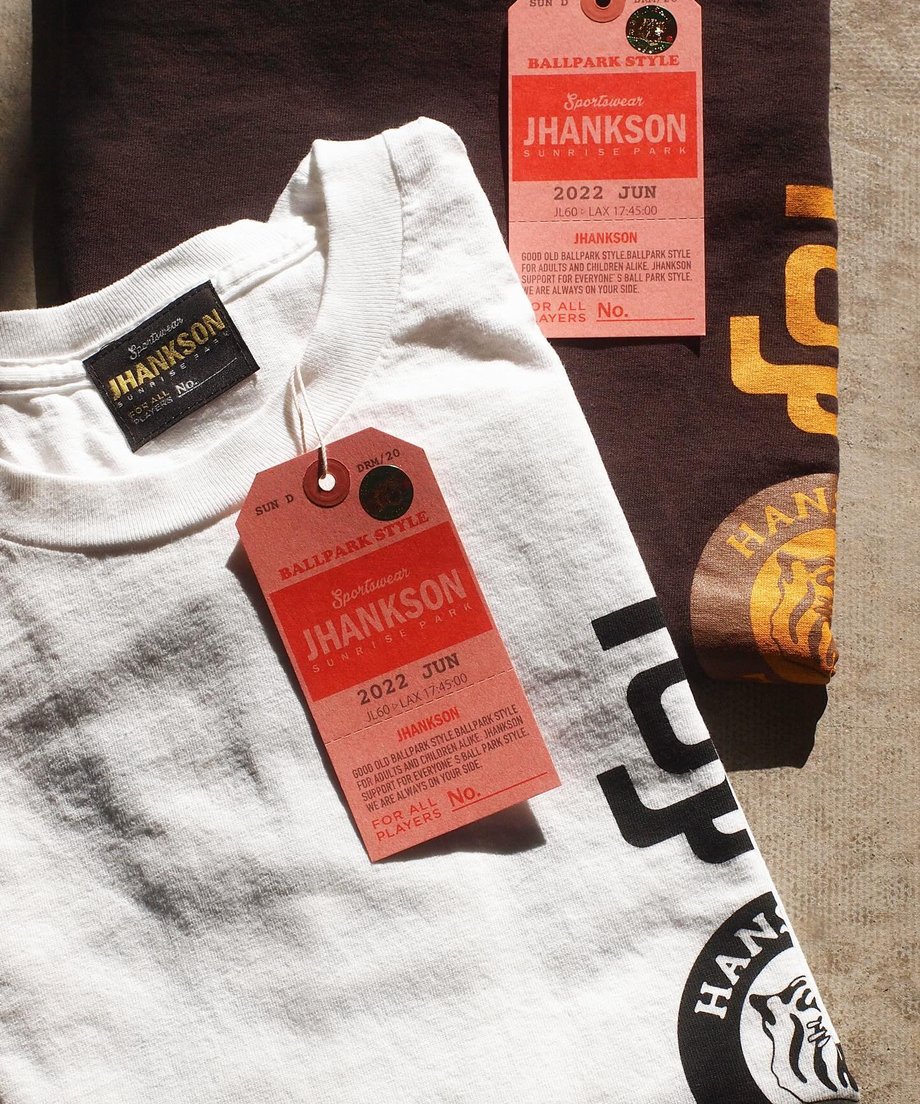 SUN D
DRM/20
BALLPARK STYLE
Sportswear
JHANKSON
SUNRISE PARK
2022 JUN
JL60▷LAX 17:45:00
JHANKSON
GOOD OLD BALLPARK STYLE.BALLPARK STYLE
FOR ADULTS AND CHILDREN ALIKE. JHANKSON
SUPPORT FOR EVERYONE'S BALL PARK STYLE.
WE ARE ALWAYS ON YOUR SIDE.
FOR ALL
PLAYERS No.
HAN
Sportswear
JHANKSON
SUNRISE PARK
FOR ALL
PLAYERS No.
SUN D
DRM/20
BALLPARK STYLE
Sportswear
JHANKSON
SUNRISE PARK
2022 JUN
JL60▷LAX 17:45:00
JHANKSON
GOOD OLD BALLPARK STYLE.BALLPARK STYLE
FOR ADULTS AND CHILDREN ALIKE. JHANKSON
SUPPORT FOR EVERYONE'S BALL PARK STYLE.
WE ARE ALWAYS ON YOUR SIDE.
FOR ALL
PLAYERS No.
HAN